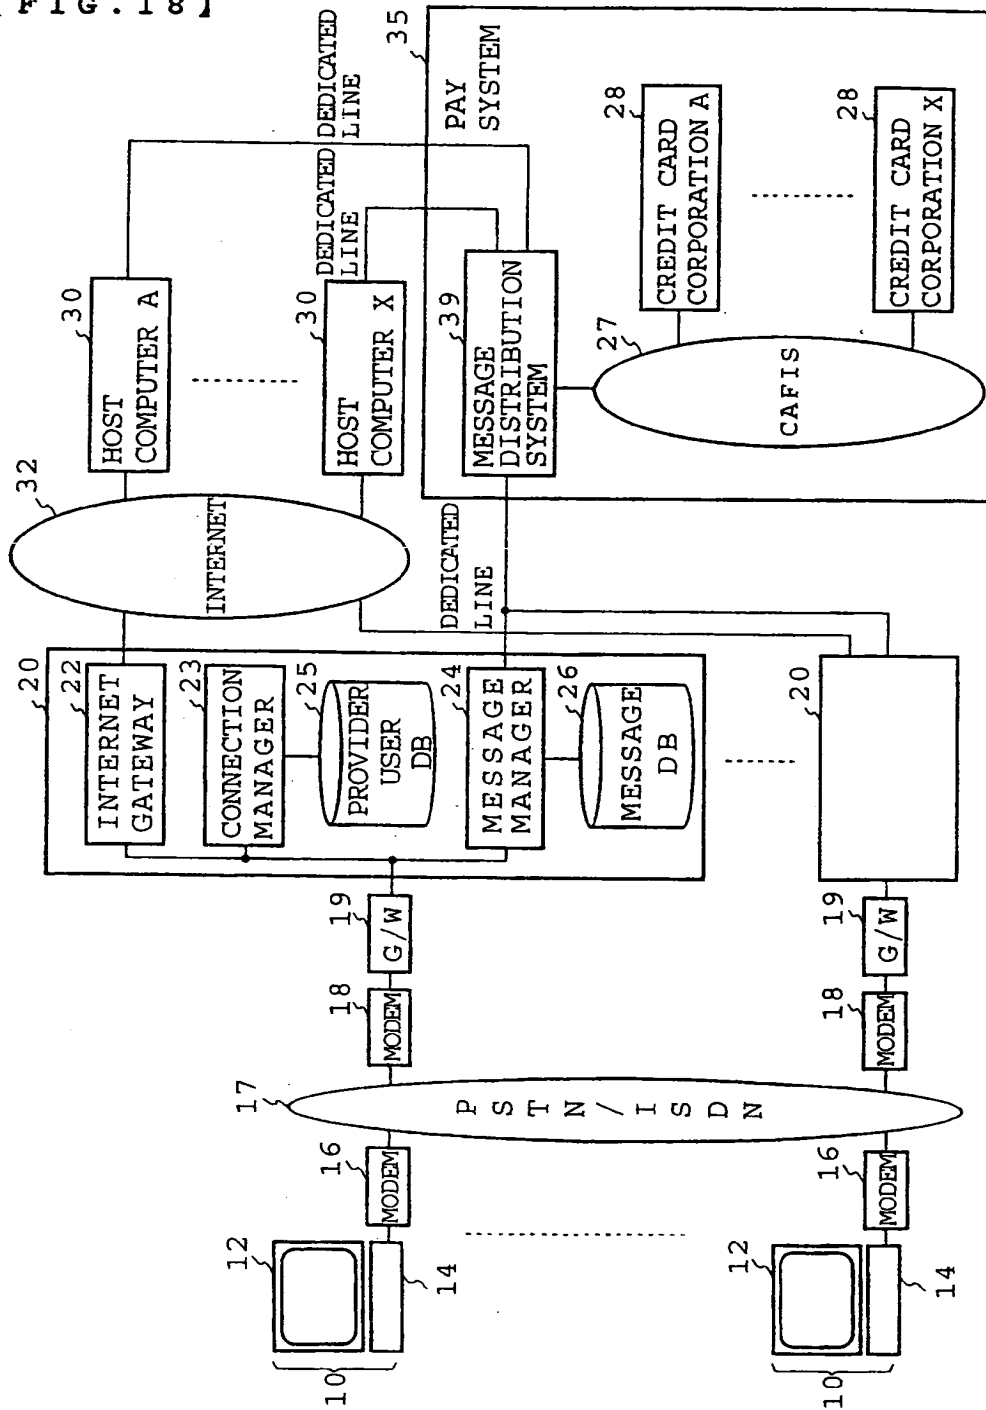 [FIG.18]
32
INTERNET
30
HOST
COMPUTER A
30
HOST
COMPUTER X
DEDICATED
LINE
DEDICATED
LINE
35
PAY
SYSTEM
20
22
INTERNET
GATEWAY
23
CONNECTION
MANAGER
25
PROVIDER
USER
DB
24
MESSAGE
MANAGER
26
MESSAGE
DB
DEDICATED
LINE
39
MESSAGE
DISTRIBUTION
SYSTEM
27
CAFIS
28
CREDIT CARD
CORPORATION A
28
CREDIT CARD
CORPORATION X
10
12
14
16
MODEM
17
PSTN/ISDN
18
MODEM
19
G/W
10
12
14
16
MODEM
18
MODEM
19
G/W
20